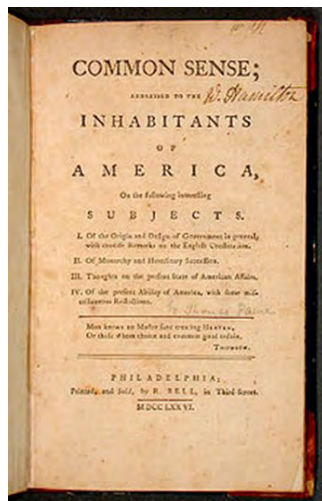 COMMON SENSE;
ADDRESSED TO THE
W. Hamilton
INHABITANTS
OF
AMERICA,
On the following interesting
SUBJECTS.
I. Of the Origin and Design of Government in general,
with concise Remarks on the English Constitution.
II. Of Monarchy and Hereditary Succession.
III. Thoughts on the present State of American Affairs.
IV. Of the present Ability of America, with some mis-
cellaneous Reflections.
Thomas Paine
Man knows no Master save creating HEAVEN,
Or those whom choice and common good ordain.
THOMSON.
PHILADELPHIA;
Printed, and Sold, by R. BELL, in Third-Street.
MDCCLXXVI.